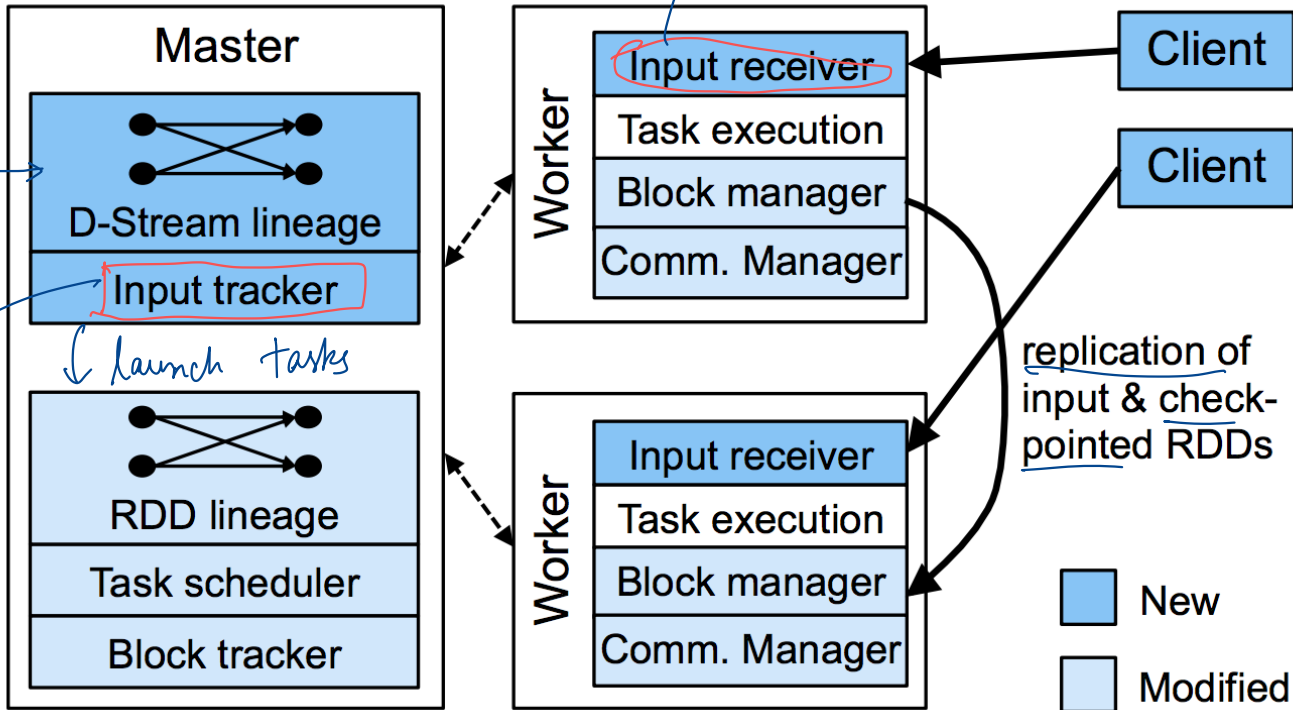 Master
D-Stream lineage
Input tracker
launch tasks
RDD lineage
Task scheduler
Block tracker
Worker
Input receiver
Task execution
Block manager
Comm. Manager
Worker
Input receiver
Task execution
Block manager
Comm. Manager
Client
Client
replication of
input & check-
pointed RDDs
New
Modified